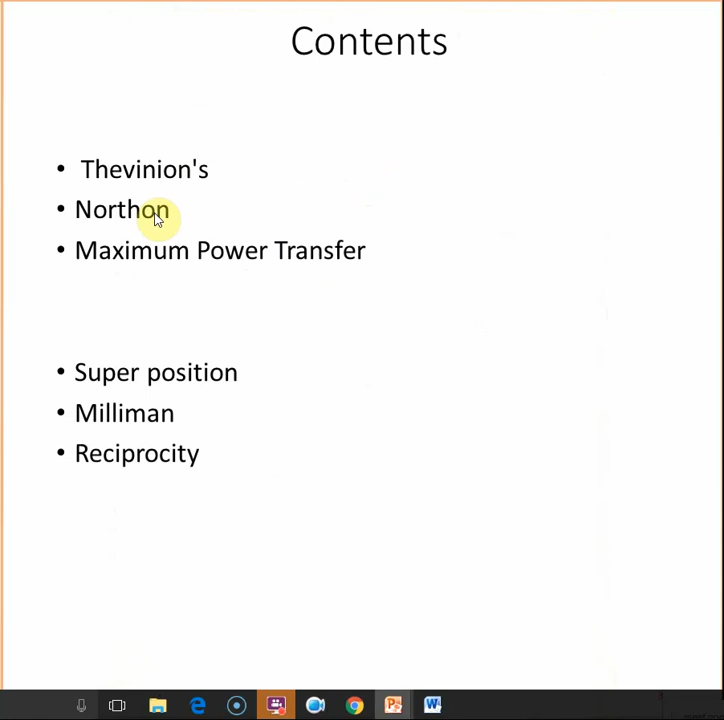 Contents
• Thevinion's
• Northon
• Maximum Power Transfer
• Super position
• Milliman
• Reciprocity